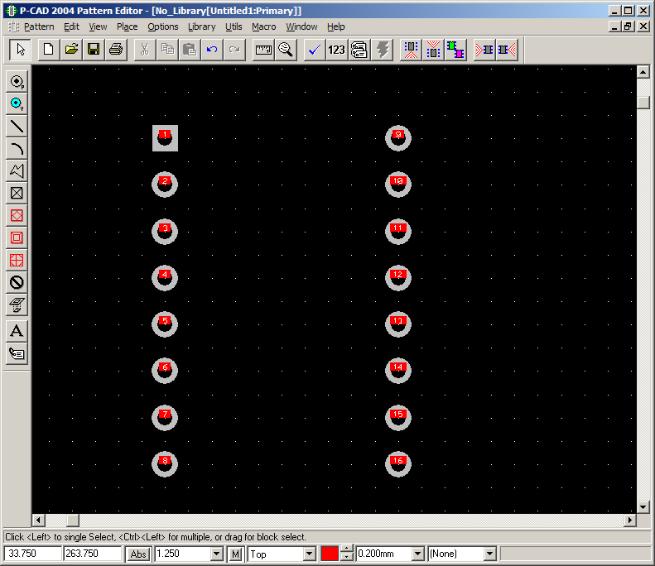 P-CAD 2004 Pattern Editor - [No_Library[Untitled1:Primary]]
Pattern Edit View Place Options Library Utils Macro Window Help
123
1 9
2 10
3 11
4 12
5 13
6 14
7 15
8 16
A
Click <Left> to single Select, <Ctrl><Left> for multiple, or drag for block select.
33.750 263.750 Abs 1.250 M Top 0.200mm (None)